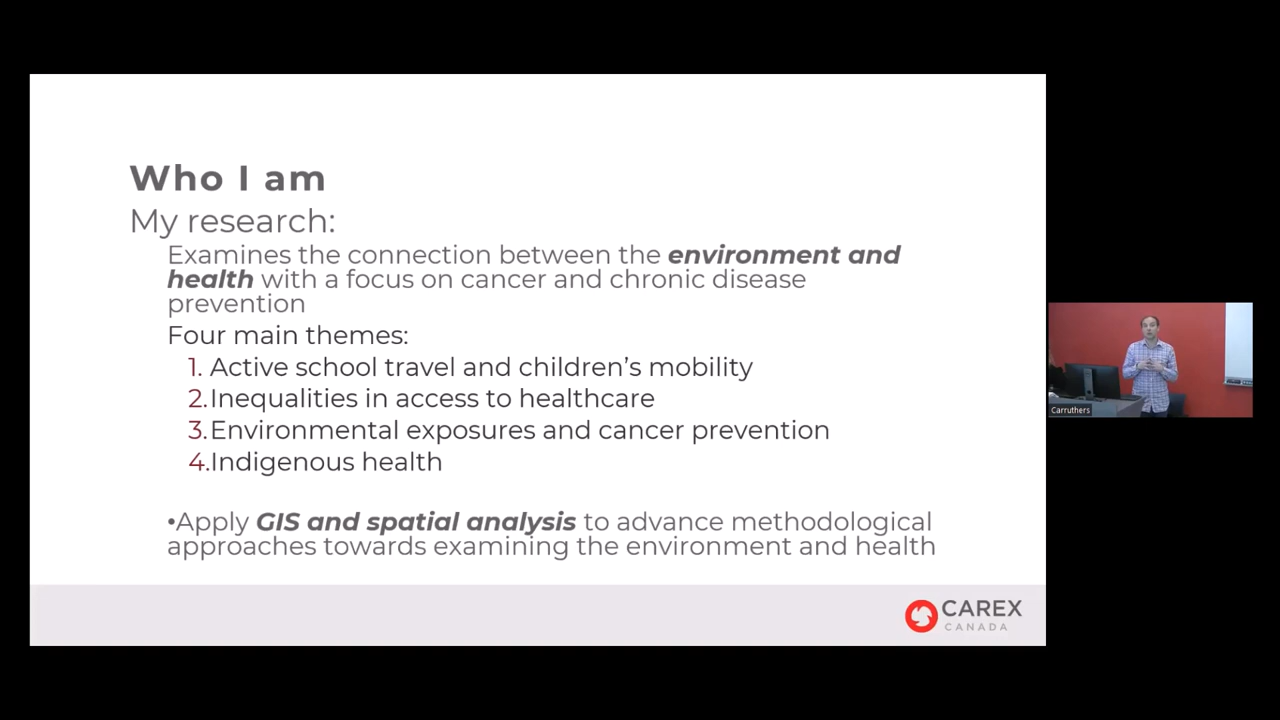 Who I am
My research:
Examines the connection between the environment and
health with a focus on cancer and chronic disease
prevention
Four main themes:
1. Active school travel and children’s mobility
2.Inequalities in access to healthcare
3.Environmental exposures and cancer prevention
4.Indigenous health
•Apply GIS and spatial analysis to advance methodological
approaches towards examining the environment and health
CAREX
CANADA
Carruthers